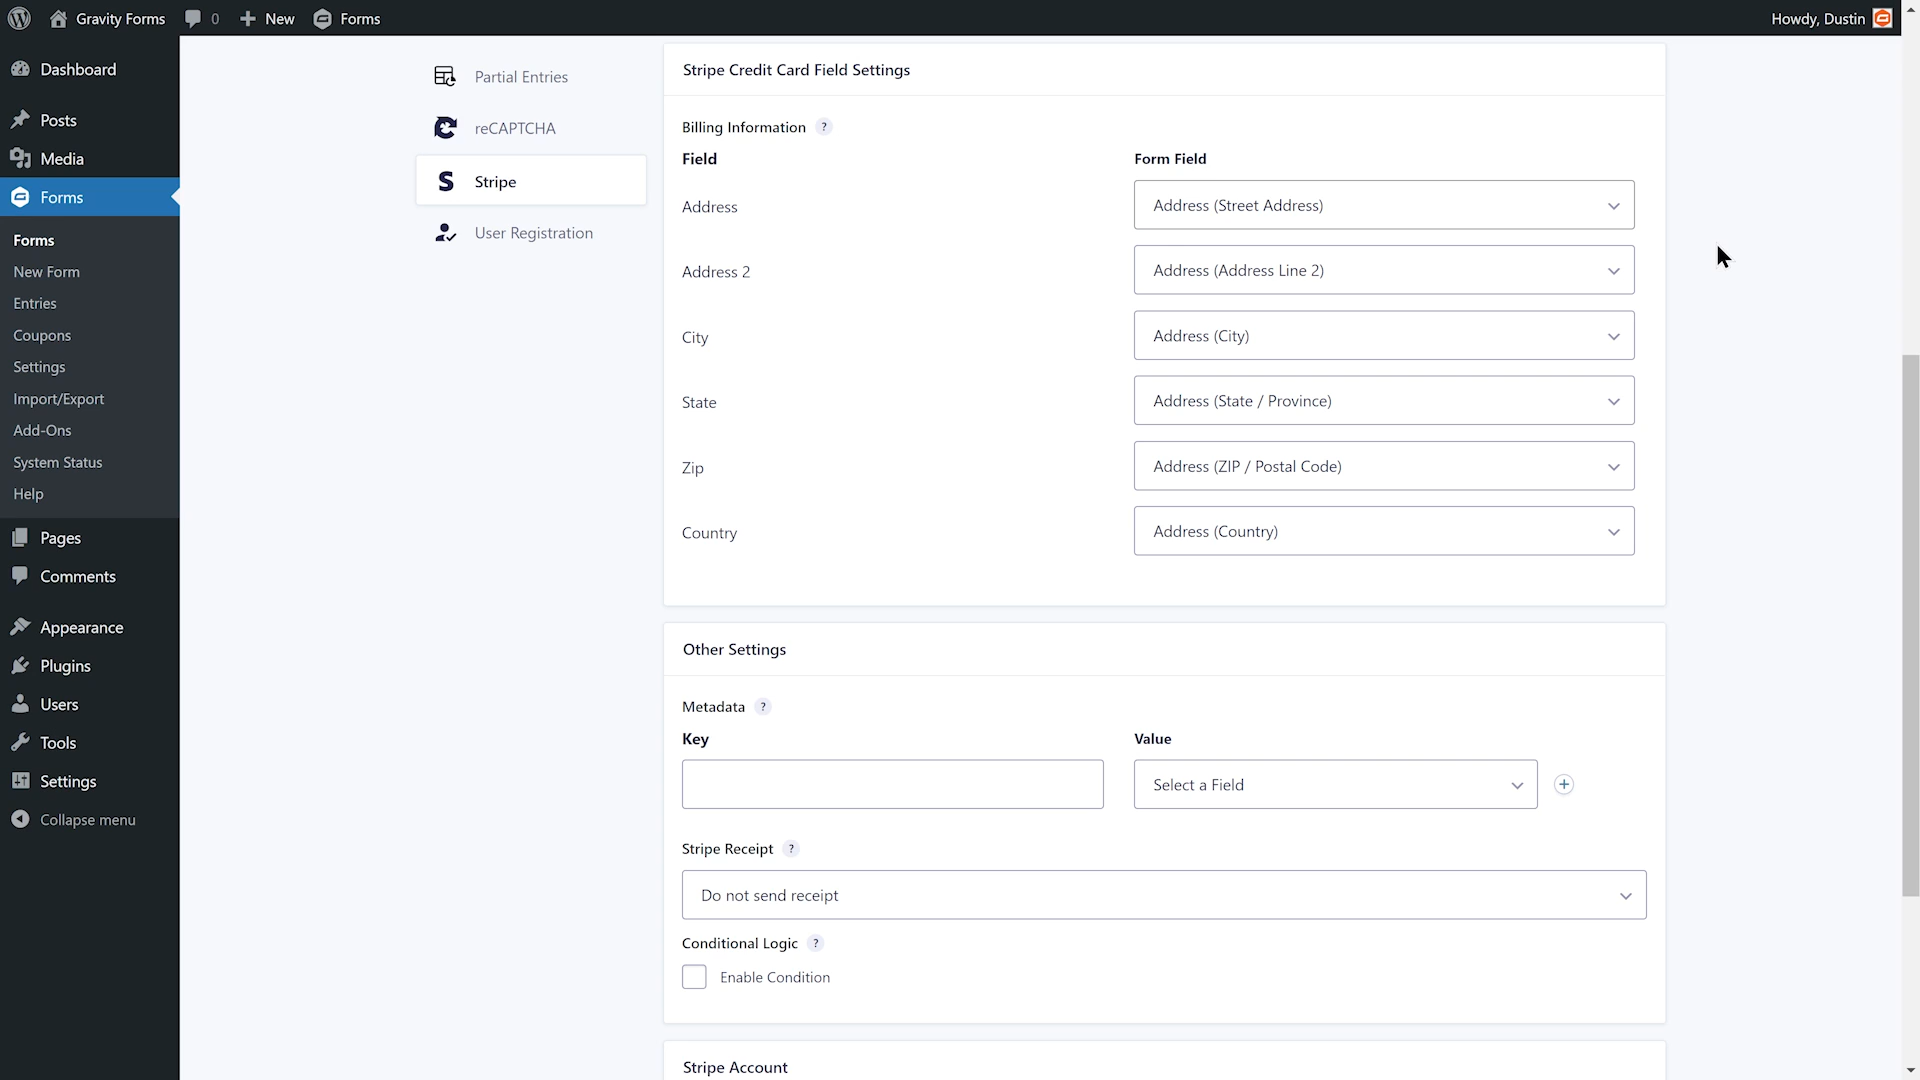 Gravity Forms
0
New
Forms
Howdy, Dustin
Dashboard
Posts
Media
Forms
Forms
New Form
Entries
Coupons
Settings
Import/Export
Add-Ons
System Status
Help
Pages
Comments
Appearance
Plugins
Users
Tools
Settings
Collapse menu
Partial Entries
reCAPTCHA
S Stripe
User Registration
Stripe Credit Card Field Settings
Billing Information ?
Field Form Field
Address Address (Street Address)
Address 2 Address (Address Line 2)
City Address (City)
State Address (State / Province)
Zip Address (ZIP / Postal Code)
Country Address (Country)
Other Settings
Metadata ?
Key Value
Select a Field
Stripe Receipt ?
Do not send receipt
Conditional Logic ?
Enable Condition
Stripe Account